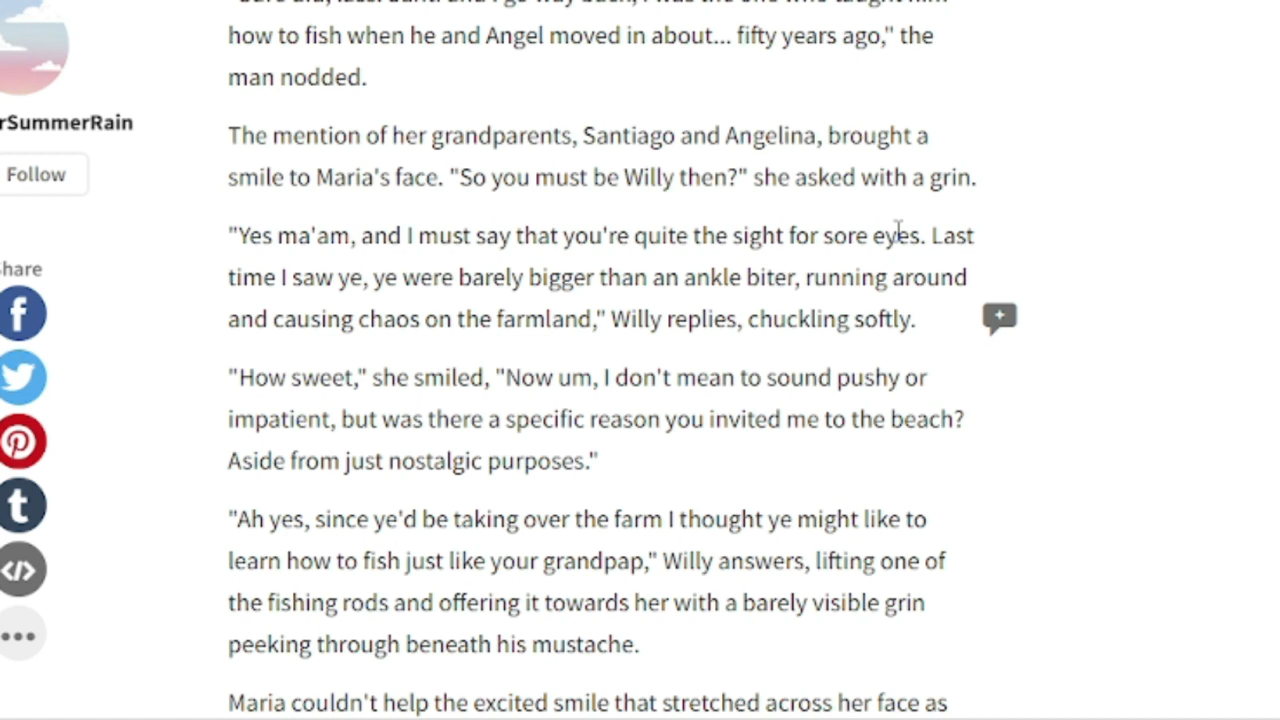 how to fish when he and Angel moved in about... fifty years ago," the
man nodded.
rSummerRain
Follow
The mention of her grandparents, Santiago and Angelina, brought a
smile to Maria's face. "So you must be Willy then?" she asked with a grin.
"Yes ma'am, and I must say that you're quite the sight for sore eyes. Last
time I saw ye, ye were barely bigger than an ankle biter, running around
and causing chaos on the farmland," Willy replies, chuckling softly.
Share
"How sweet," she smiled, "Now um, I don't mean to sound pushy or
impatient, but was there a specific reason you invited me to the beach?
Aside from just nostalgic purposes."
"Ah yes, since ye'd be taking over the farm I thought ye might like to
learn how to fish just like your grandpap," Willy answers, lifting one of
the fishing rods and offering it towards her with a barely visible grin
peeking through beneath his mustache.
Maria couldn't help the excited smile that stretched across her face as